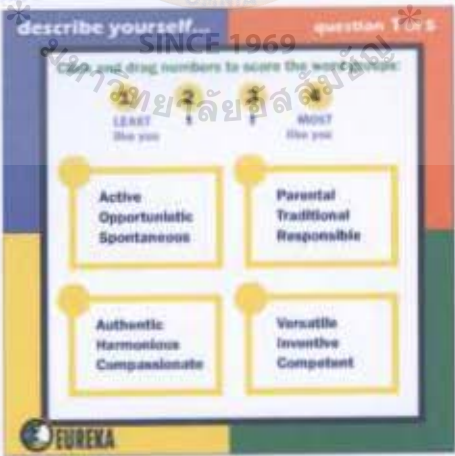 describe yourself... question 1 OF 5
SINCE 1969
Click and drag numbers to score the word groups:
1 2 3 4
LEAST MOST
like you like you
Active
Opportunistic
Spontaneous
Parental
Traditional
Responsible
Authentic
Harmonious
Compassionate
Versatile
Inventive
Competent
EUREKA